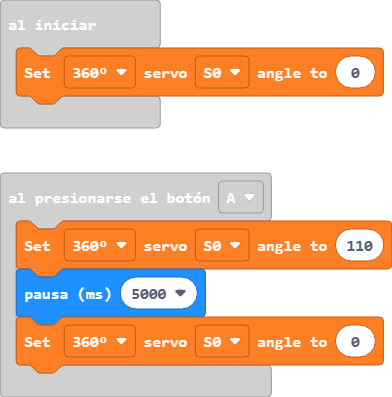 al iniciar
Set 360º servo S0 angle to 0
al presionarse el botón A
Set 360º servo S0 angle to 110
pausa (ms) 5000
Set 360º servo S0 angle to 0